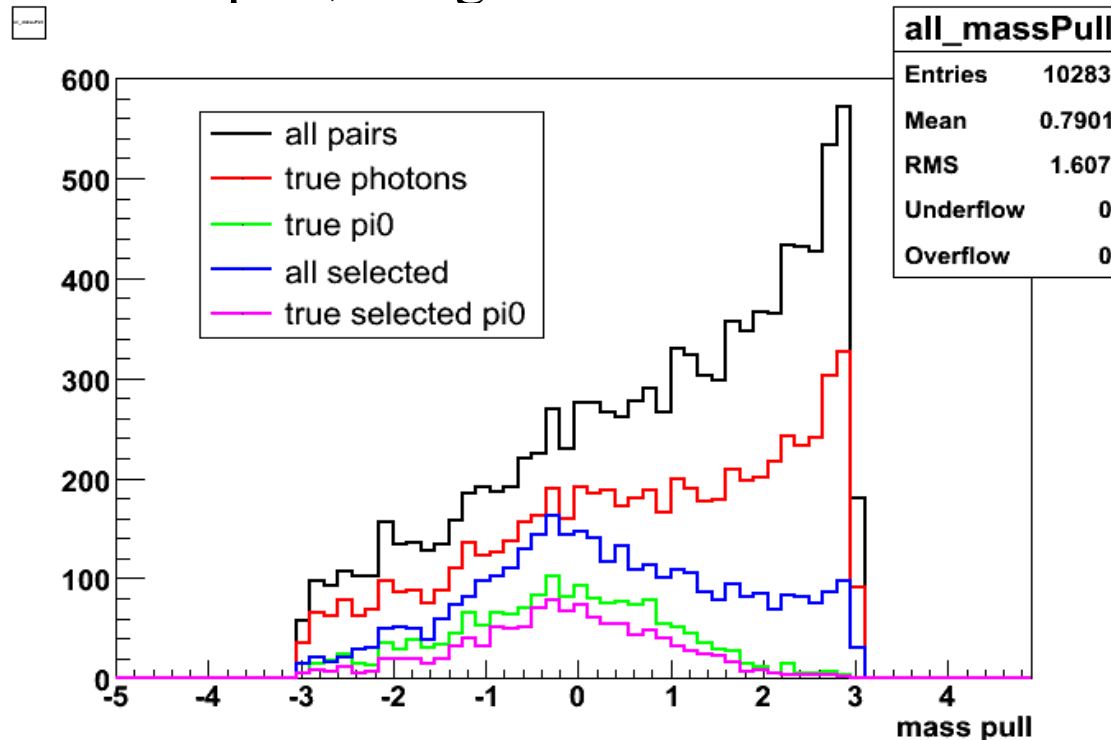 all_massPull
Entries 10283
Mean 0.7901
RMS 1.607
Underflow 0
Overflow 0
600
500
400
300
200
100
0
all pairs
true photons
true pi0
all selected
true selected pi0
-5 -4 -3 -2 -1 0 1 2 3 4
mass pull